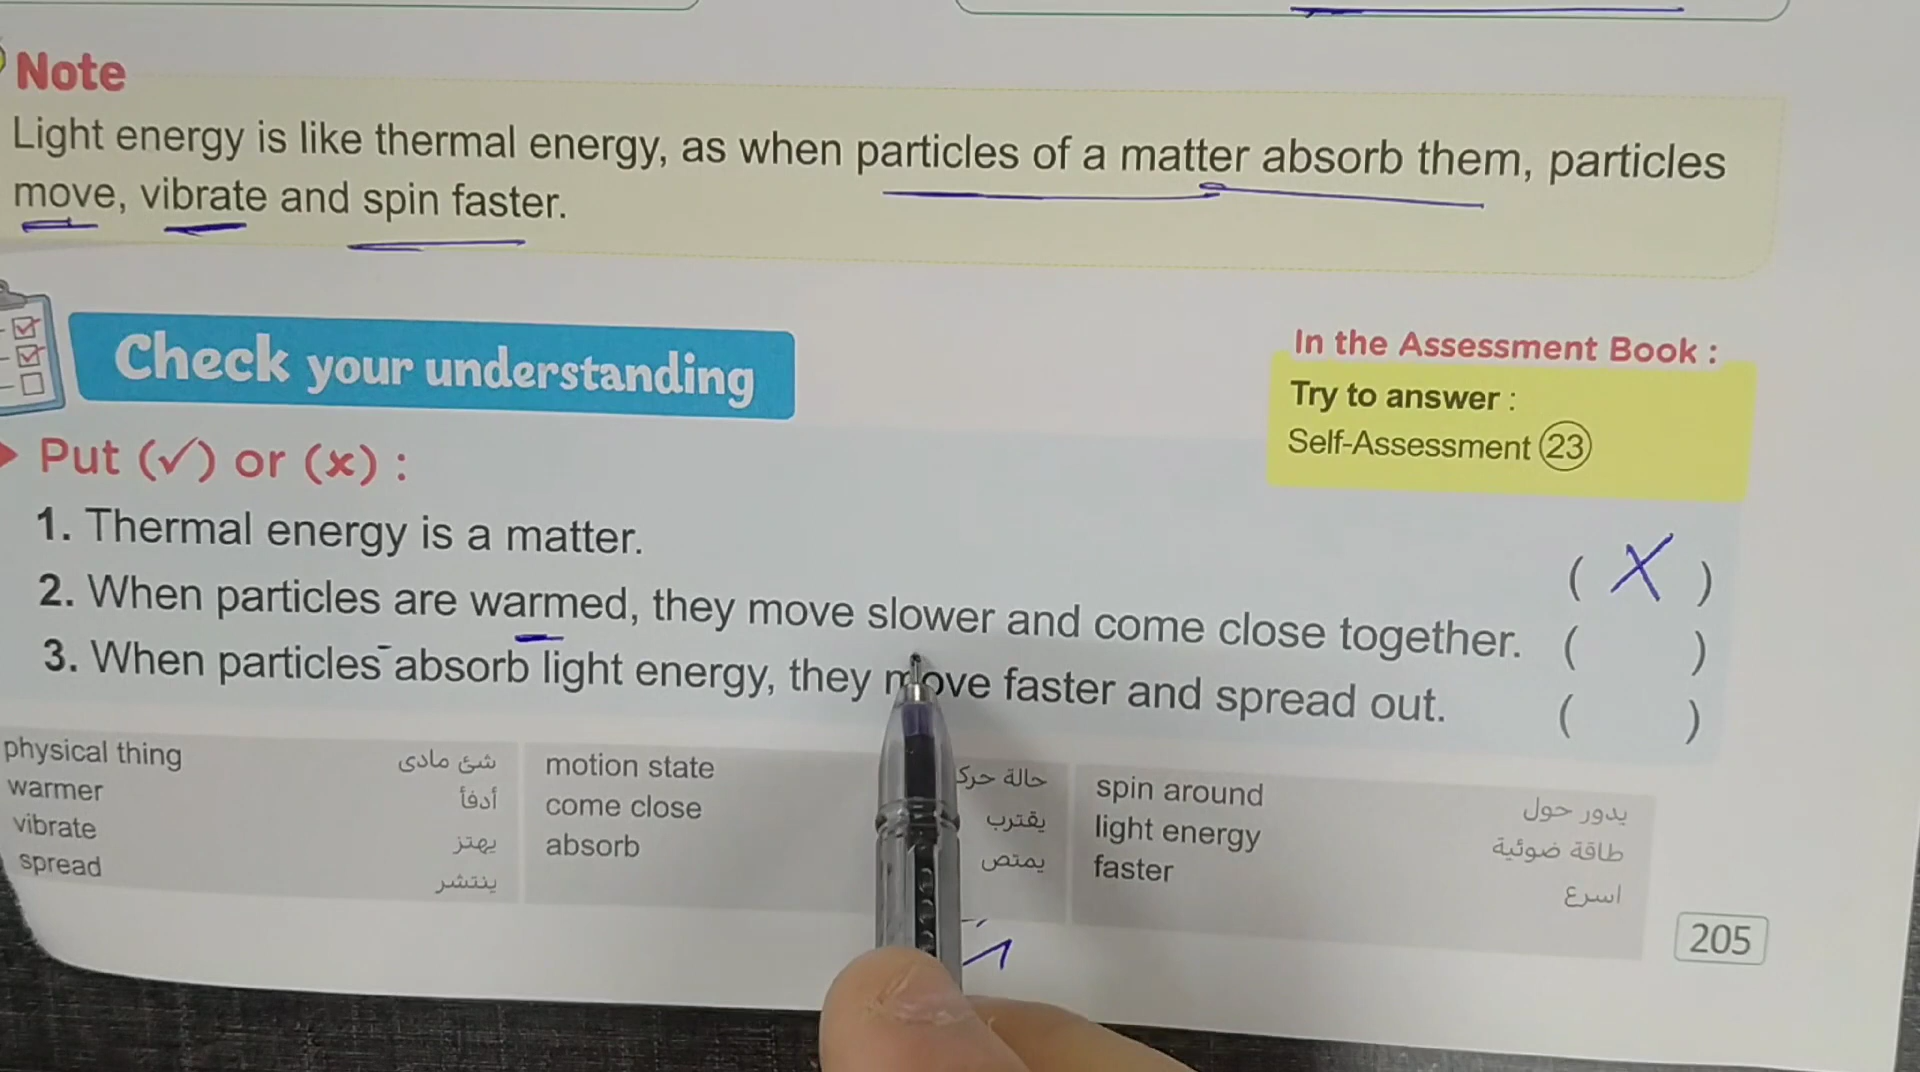 Note
Light energy is like thermal energy, as when particles of a matter absorb them, particles
move, vibrate and spin faster.
Check your understanding
In the Assessment Book :
Try to answer :
Self-Assessment 23
Put (✓) or (x) :
1. Thermal energy is a matter. ( X )
2. When particles are warmed, they move slower and come close together. ( )
3. When particles absorb light energy, they move faster and spread out. ( )
physical thing شئ مادى
warmer أدفأ
vibrate يهتز
spread ينتشر
motion state حالة
come close يقترب
absorb يمتص
spin around يدور حول
light energy طاقة ضوئية
faster اسرع
205